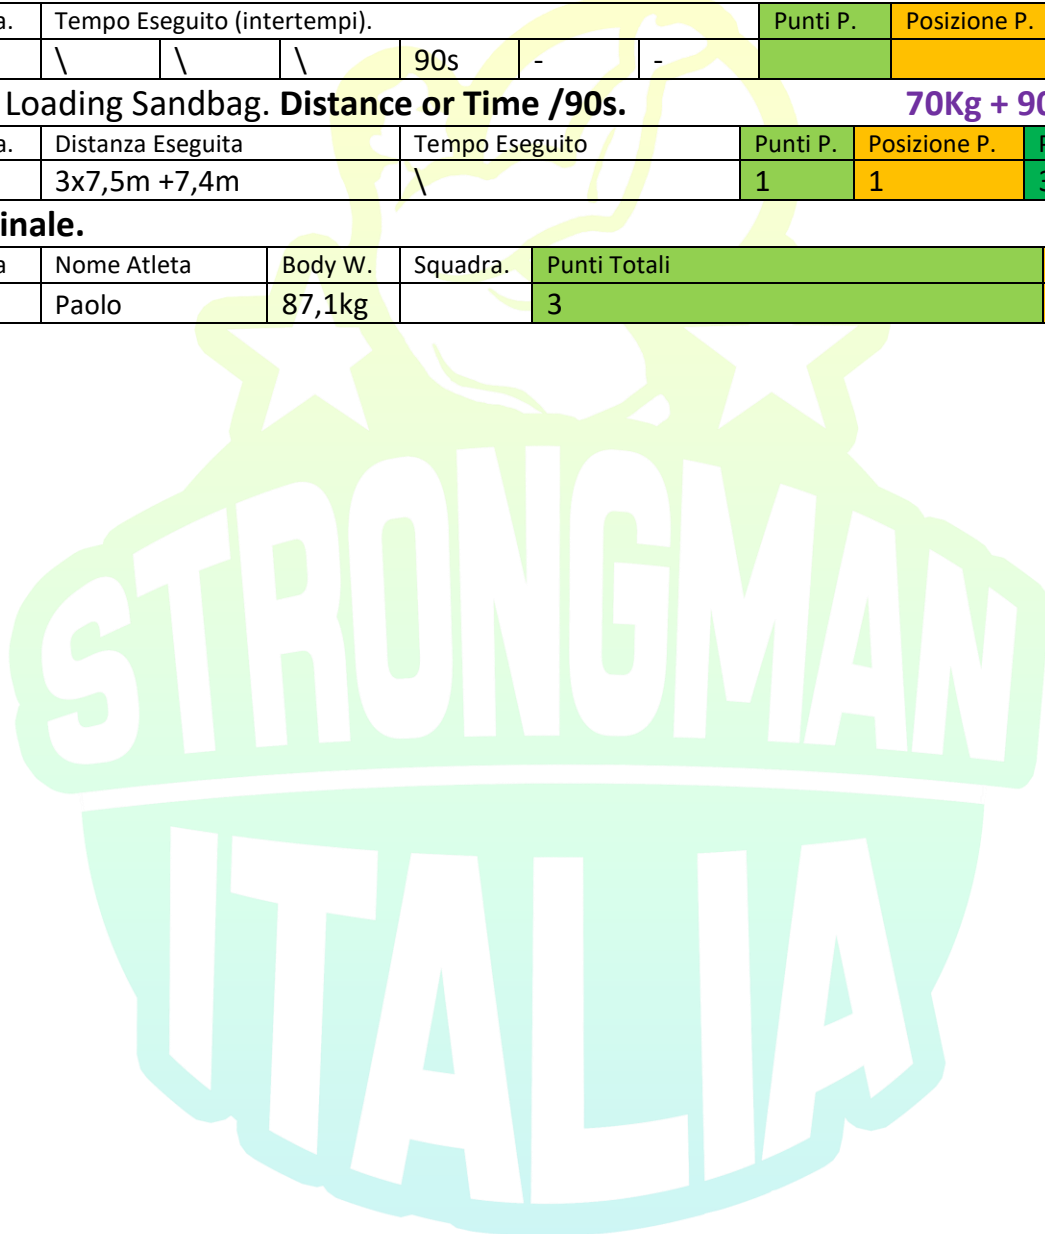 a. Tempo Eseguito (intertempi). Punti P. Posizione P.
\ \ \ 90s - -
Loading Sandbag. Distance or Time /90s. 70Kg + 90
a. Distanza Eseguita Tempo Eseguito Punti P. Posizione P.
3x7,5m +7,4m \ 1 1
inale.
a Nome Atleta Body W. Squadra. Punti Totali
Paolo 87,1kg 3
STRONGMAN
ITALIA